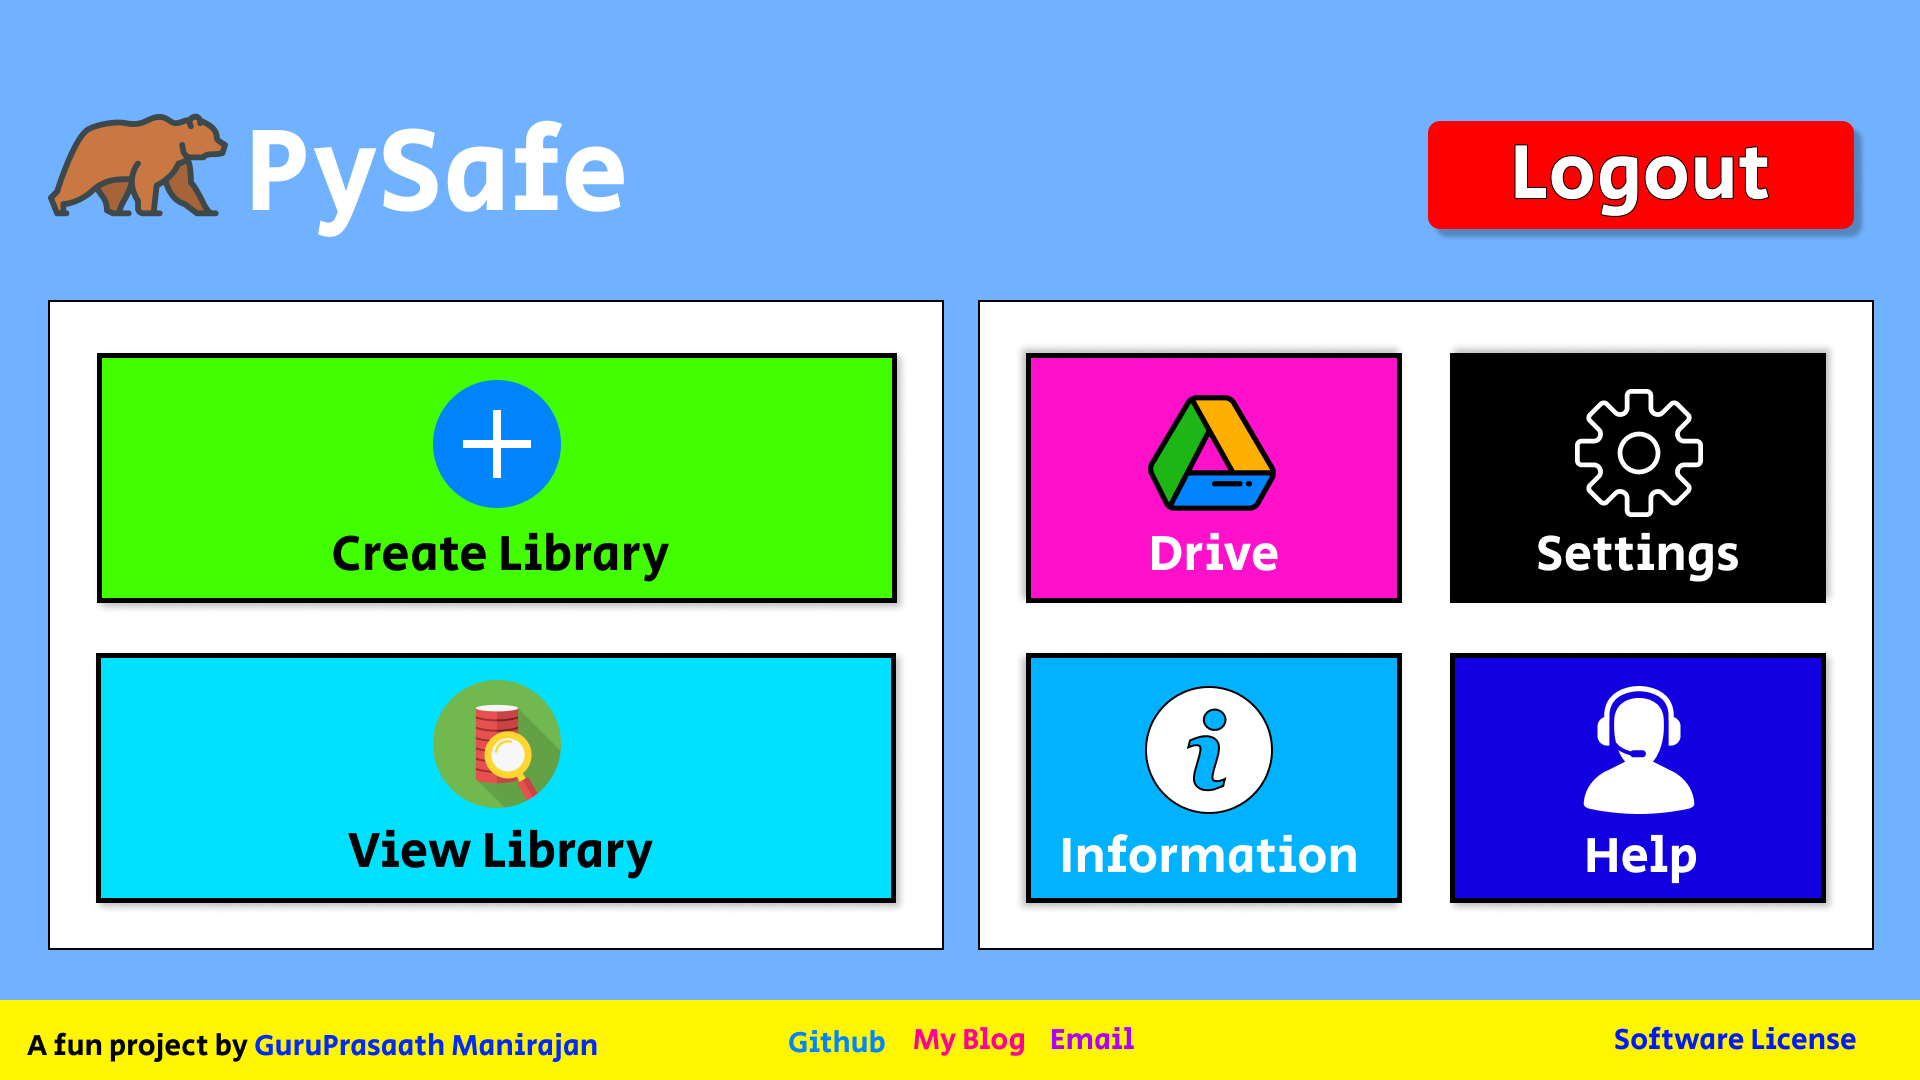 PySafe
Logout
Create Library
View Library
Drive
Settings
Information
Help
A fun project by GuruPrasaath Manirajan
Github My Blog Email
Software License